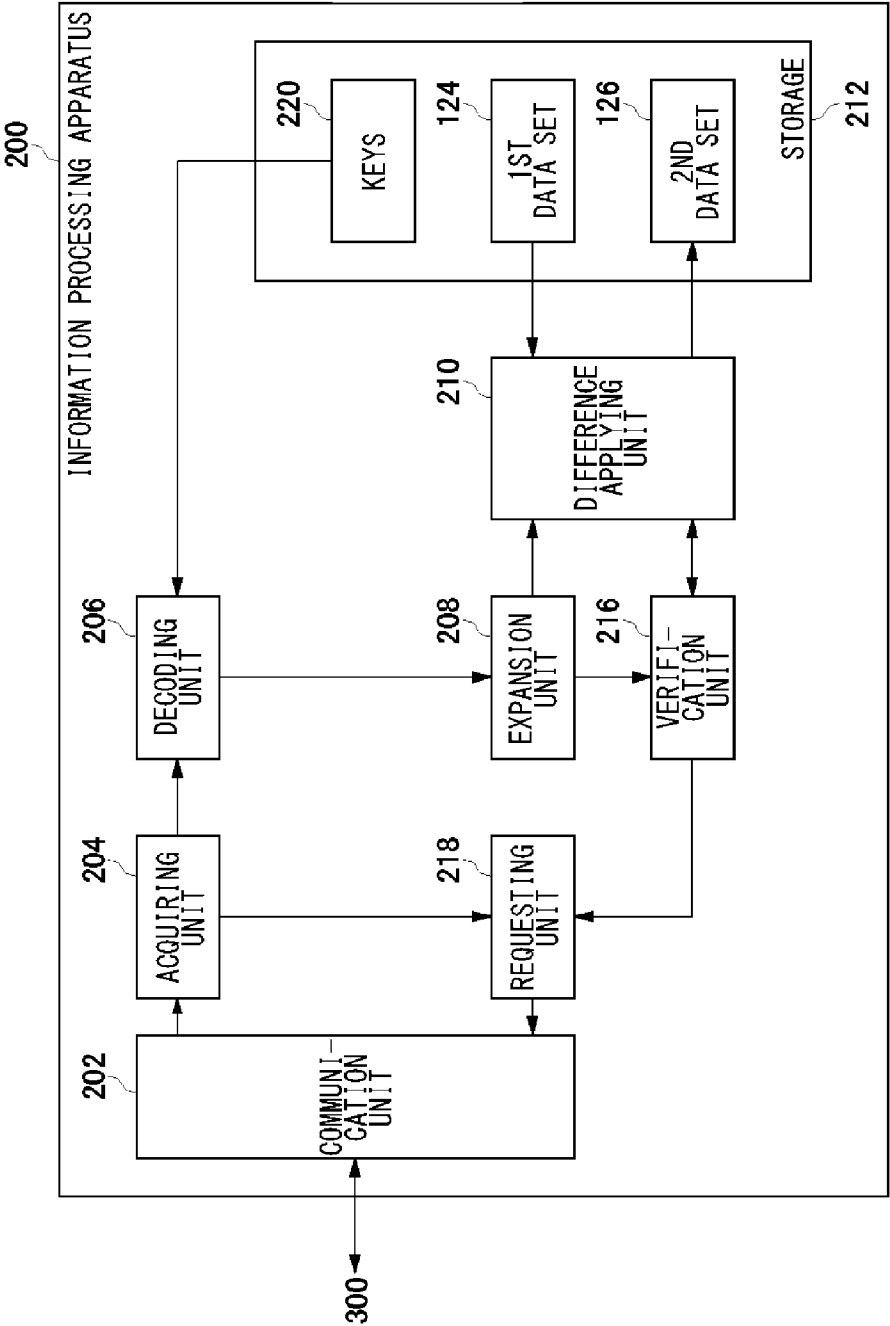 200
INFORMATION PROCESSING APPARATUS
202
COMMUNI-
CATION
UNIT
300
204
ACQUIRING
UNIT
206
DECODING
UNIT
218
REQUESTING
UNIT
208
EXPANSION
UNIT
216
VERIFI-
CATION
UNIT
210
DIFFERENCE
APPLYING
UNIT
220
KEYS
124
1ST
DATA SET
126
2ND
DATA SET
STORAGE
212